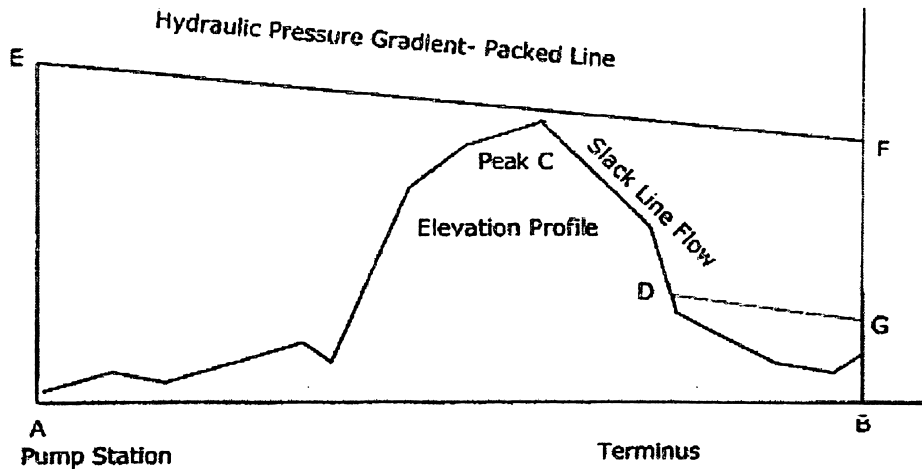 Hydraulic Pressure Gradient- Packed Line
E
F
Peak C
Slack Line Flow
Elevation Profile
D
G
A
B
Pump Station
Terminus